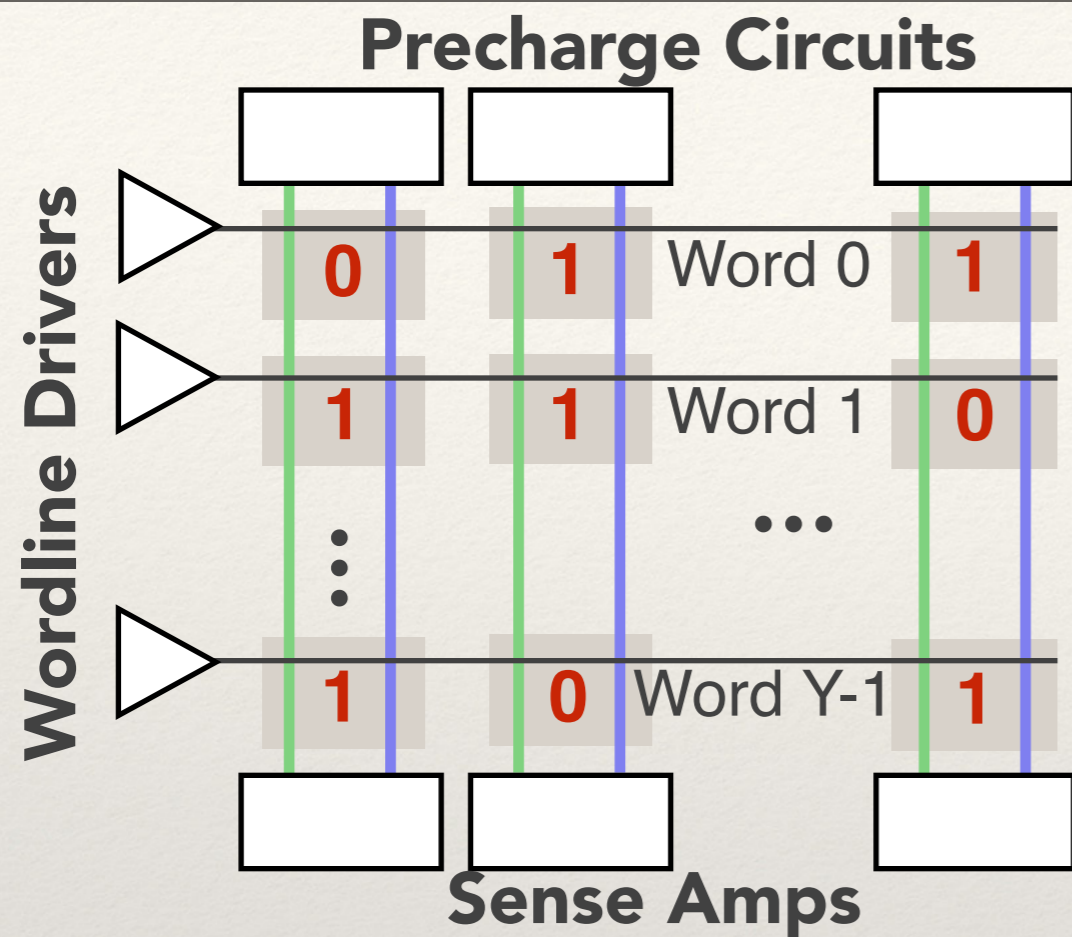 Precharge Circuits
Wordline Drivers
0 1 Word 0 1
1 1 Word 1 0
1 0 Word Y-1 1
Sense Amps